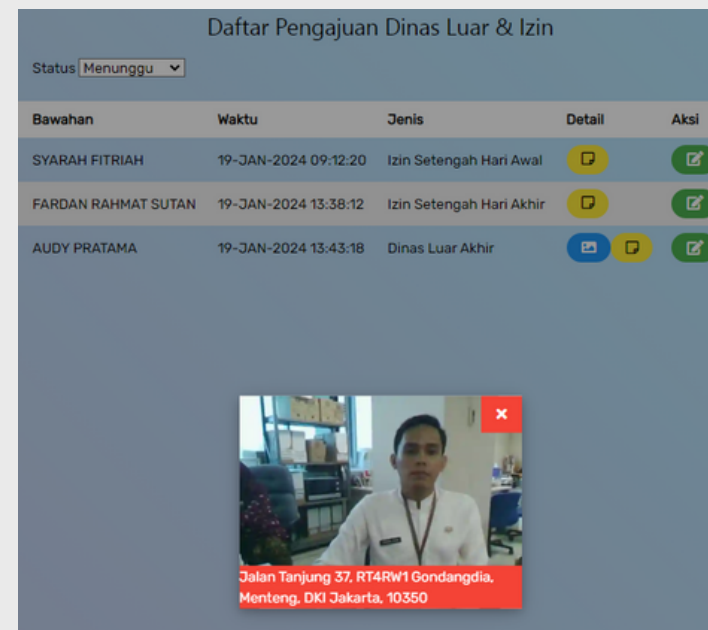 Daftar Pengajuan Dinas Luar & Izin
Status Menunggu
Bawahan Waktu Jenis Detail Aksi
SYARAH FITRIAH 19-JAN-2024 09:12:20 Izin Setengah Hari Awal
FARDAN RAHMAT SUTAN 19-JAN-2024 13:38:12 Izin Setengah Hari Akhir
AUDY PRATAMA 19-JAN-2024 13:43:18 Dinas Luar Akhir
Jalan Tanjung 37, RT4RW1 Gondangdia,
Menteng, DKI Jakarta, 10350